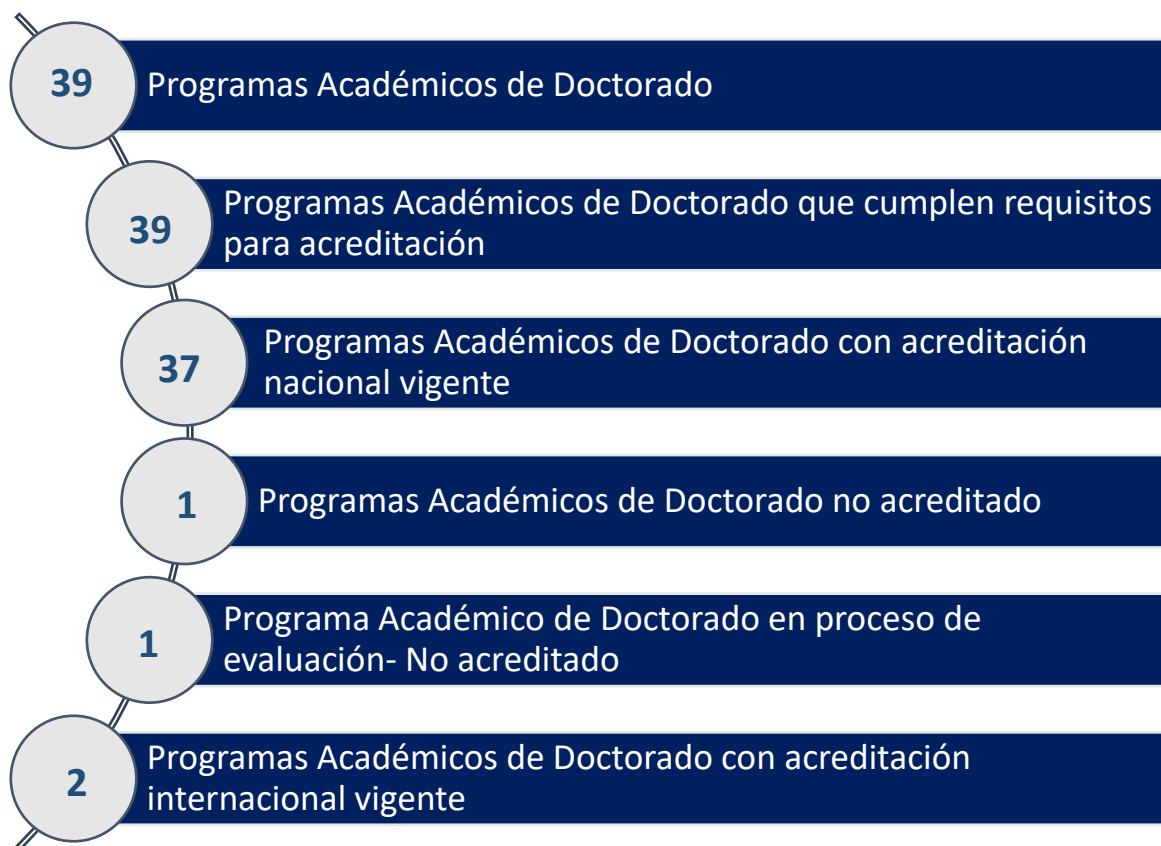 39
Programas Académicos de Doctorado
39
Programas Académicos de Doctorado que cumplen requisitos
para acreditación
37
Programas Académicos de Doctorado con acreditación
nacional vigente
1
Programas Académicos de Doctorado no acreditado
1
Programa Académico de Doctorado en proceso de
evaluación- No acreditado
2
Programas Académicos de Doctorado con acreditación
internacional vigente